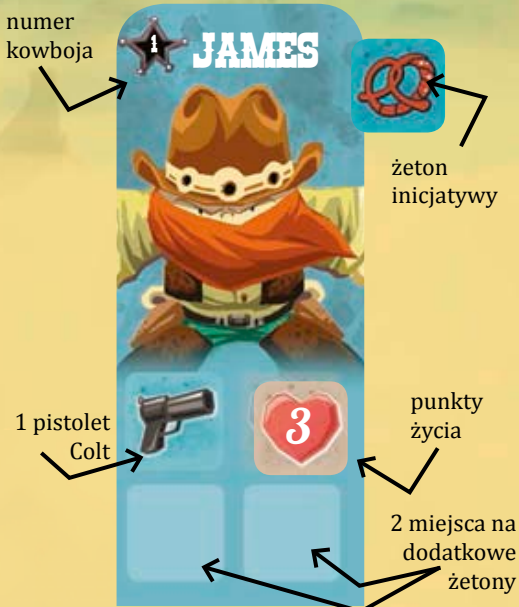 numer
kowboja
1
JAMES
żeton
inicjatywy
1 pistolet
Colt
3
punkty
życia
2 miejsca na
dodatkowe
żetony